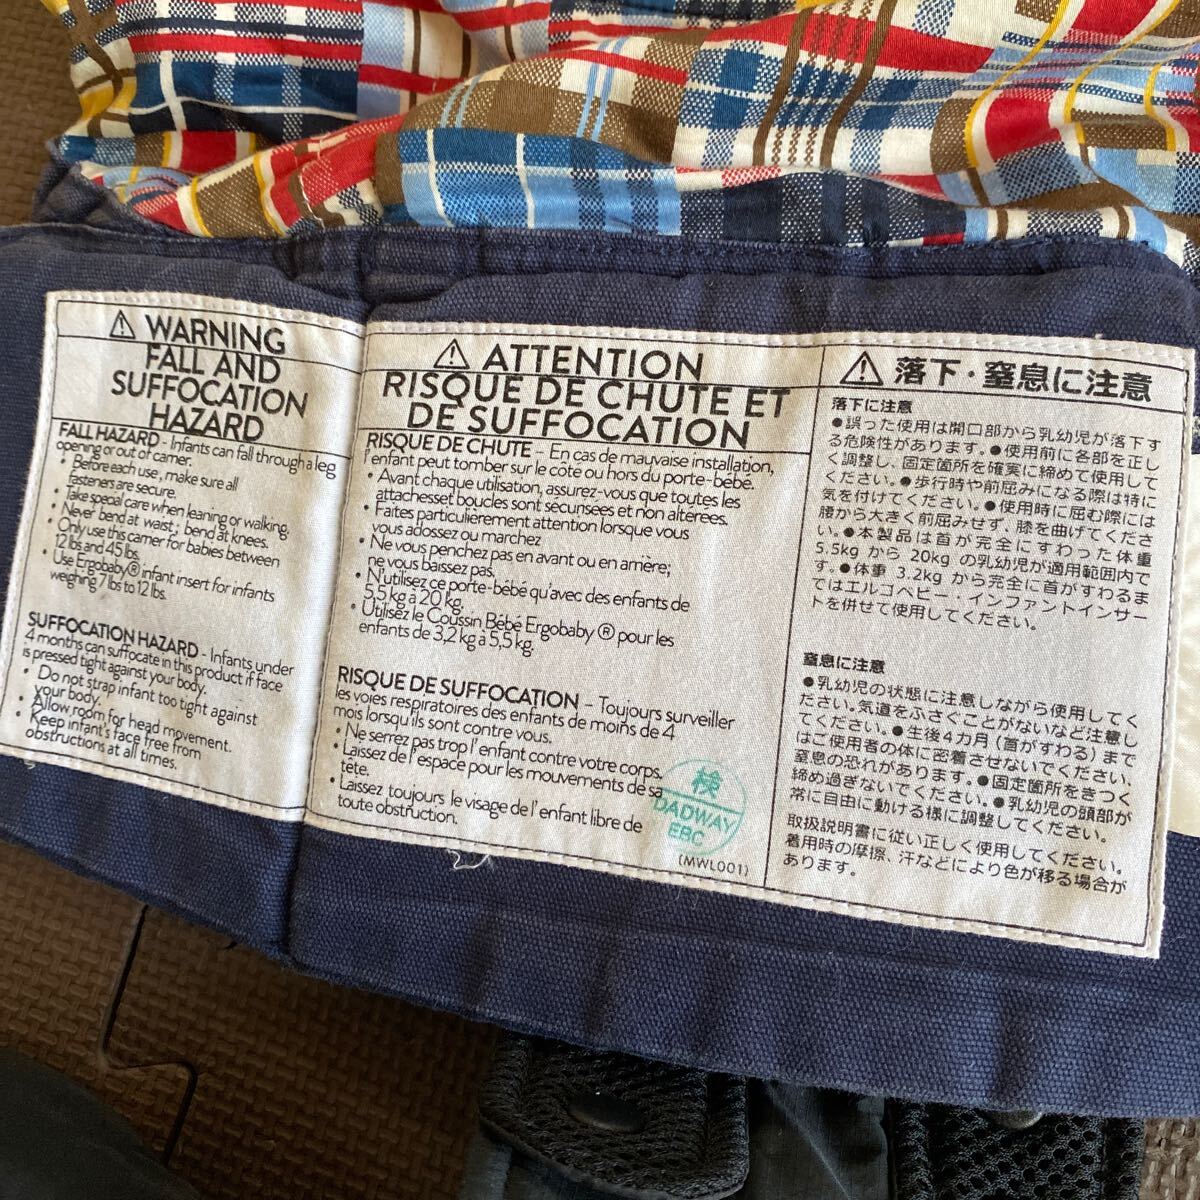 ⚠ WARNING
FALL AND
SUFFOCATION
HAZARD
FALL HAZARD - Infants can fall through a leg
opening or out of carrier.
• Before each use, make sure all
fasteners are secure.
• Take special care when leaning or walking.
• Never bend at waist; bend at knees.
• Only use this carrier for babies between
12 lbs and 45 lbs.
• Use Ergobaby® infant insert for infants
weighing 7 lbs to 12 lbs.
SUFFOCATION HAZARD - Infants under
4 months can suffocate in this product if face
is pressed tight against your body.
• Do not strap infant too tight against
your body.
• Allow room for head movement.
• Keep infant's face free from
obstructions at all times.
⚠ ATTENTION
RISQUE DE CHUTE ET
DE SUFFOCATION
RISQUE DE CHUTE - En cas de mauvaise installation,
l'enfant peut tomber sur le côté ou hors du porte-bébé.
• Avant chaque utilisation, assurez-vous que toutes les
attachesset boucles sont sécurisées et non altérées.
• Faites particulièrement attention lorsque vous
vous adossez ou marchez
• Ne vous penchez pas en avant ou en arrière;
ne vous baissez pas.
• N'utilisez ce porte-bébé qu'avec des enfants de
5,5 kg à 20 kg.
• Utilisez le Coussin Bébé Ergobaby® pour les
enfants de 3,2 kg à 5,5 kg.
RISQUE DE SUFFOCATION – Toujours surveiller
les voies respiratoires des enfants de moins de 4
mois lorsqu'ils sont contre vous.
• Ne serrez pas trop l'enfant contre votre corps.
• Laissez de l'espace pour les mouvements de sa
tête.
• Laissez toujours le visage de l'enfant libre de
toute obstruction.
検
DADWAY
EBC
(MWL001)
⚠ 落下・窒息に注意
落下に注意
●誤った使用は開口部から乳幼児が落下す
る危険性があります。●使用前に各部を正し
く調整し、固定箇所を確実に締めて使用して
ください。●歩行時や前屈みになる際は特に
気を付けてください。●使用時に屈む際には
腰から大きく前屈みせず、膝を曲げてくださ
い。●本製品は首が完全にすわった体重
5.5kg から 20kg の乳幼児が適用範囲内で
す。●体重 3.2kg から完全に首がすわるま
ではエルゴベビー・インファントインサー
トを併せて使用してください。
窒息に注意
●乳幼児の状態に注意しながら使用してく
ださい。気道をふさぐことがないなど注意し
てください。●生後4カ月（首がすわる）まで
はご使用者の体に密着させないでください、
窒息の恐れがあります。●固定箇所をきつく
締め過ぎないでください。●乳幼児の頭部が
常に自由に動ける様に調整してください。
取扱説明書に従い正しく使用してください。
着用時の摩擦、汗などにより色が移る場合が
あります。